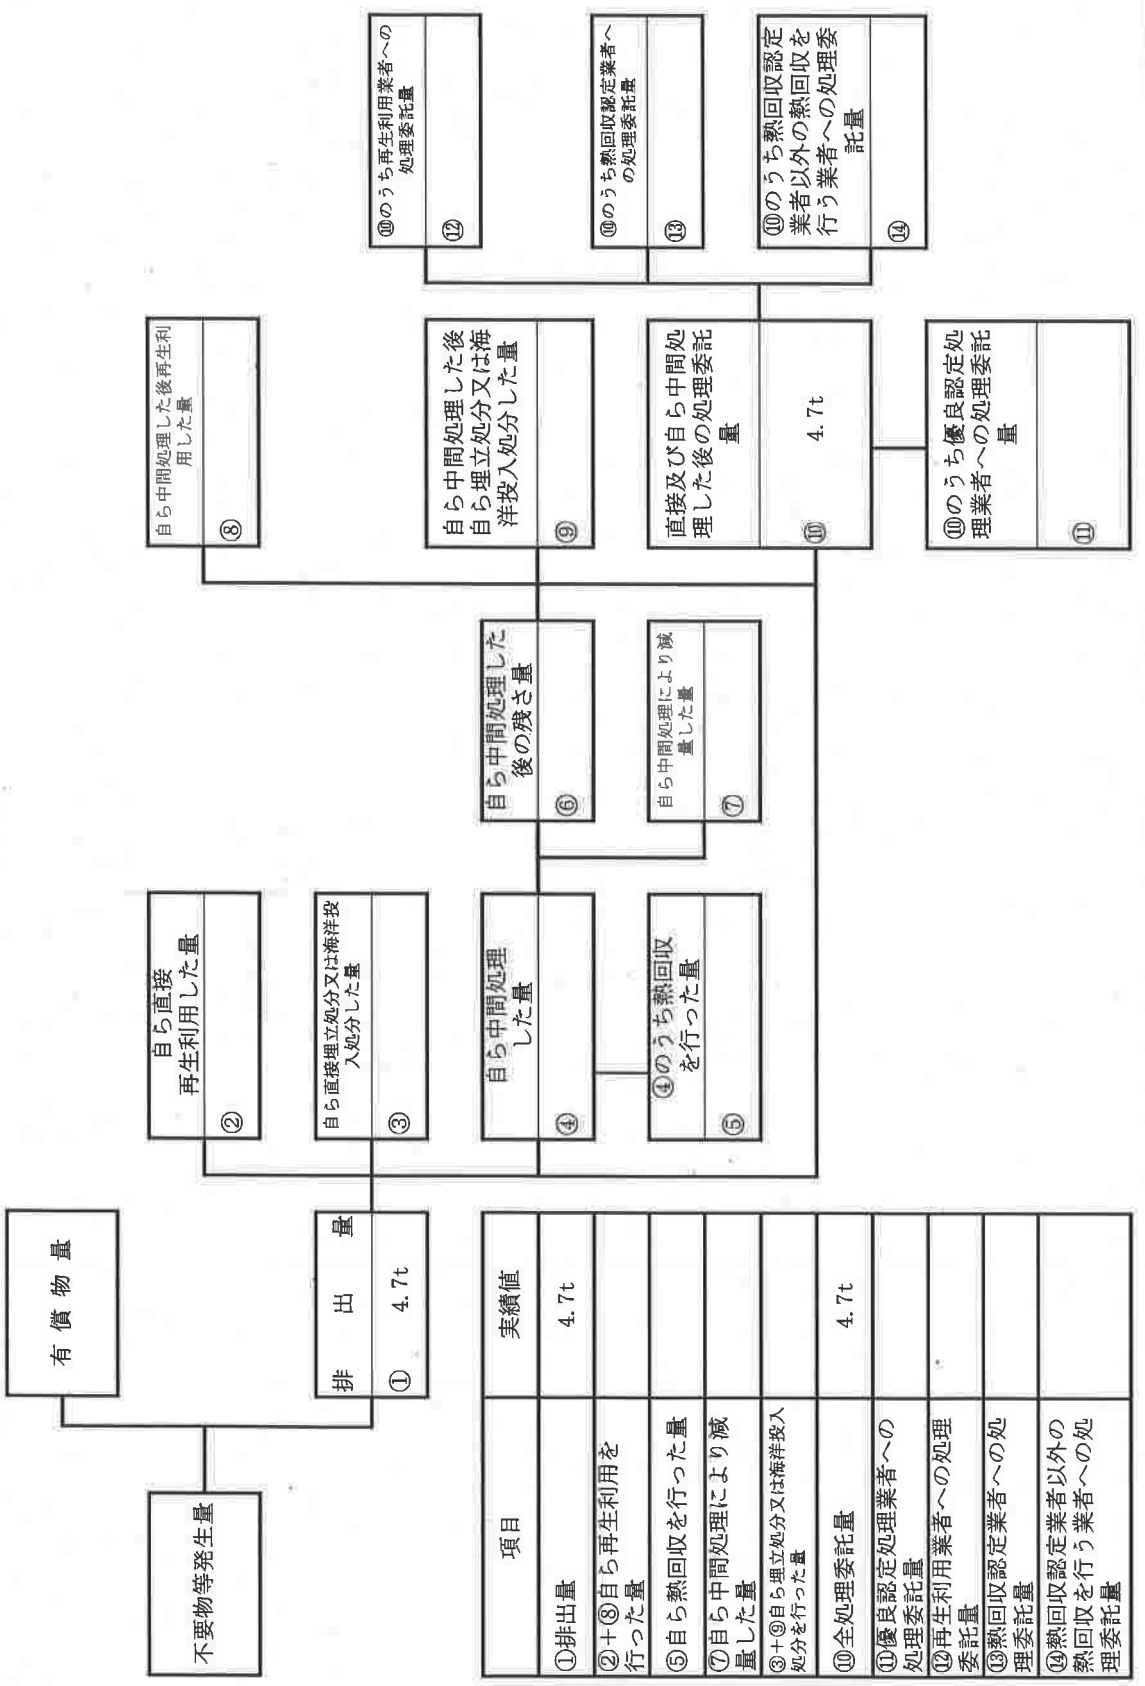 不要物等発生量
有償物量
排出量
① 4.7t
自ら直接
再生利用した量
②
自ら直接埋立処分又は海洋投
入処分した量
③
自ら中間処理
した量
④
④のうち熱回収
を行った量
⑤
自ら中間処理した
後の残さ量
⑥
自ら中間処理により減
量した量
⑦
自ら中間処理した後再生利
用した量
⑧
自ら中間処理した後
自ら埋立処分又は海
洋投入処分した量
⑨
直接及び自ら中間処
理した後の処理委託
量
⑩ 4.7t
⑩のうち優良認定処
理業者への処理委託
量
⑪
⑩のうち再生利用業者への
処理委託量
⑫
⑩のうち熱回収認定業者へ
の処理委託量
⑬
⑩のうち熱回収認定
業者以外の熱回収を
行う業者への処理委
託量
⑭
項目 実績値
①排出量 4.7t
②+⑧自ら再生利用を
行った量
⑤自ら熱回収を行った量
⑦自ら中間処理により減
量した量
③+⑨自ら埋立処分又は海洋投入
処分を行った量
⑩全処理委託量 4.7t
⑪優良認定処理業者への
処理委託量
⑫再生利用業者への処理
委託量
⑬熱回収認定業者への処
理委託量
⑭熱回収認定業者以外の
熱回収を行う業者への処
理委託量